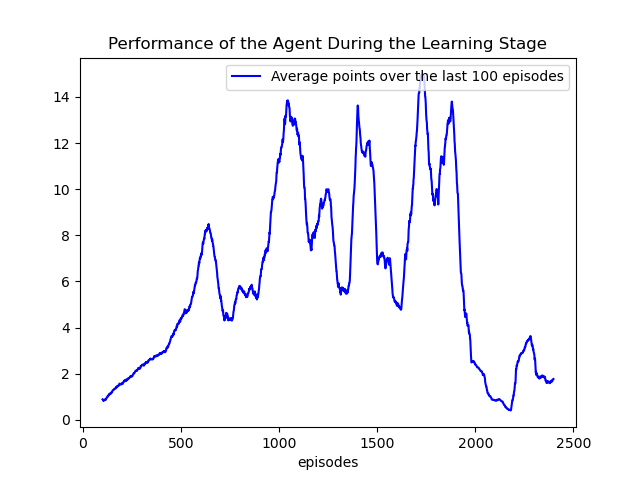 Performance of the Agent During the Learning Stage
Average points over the last 100 episodes
14
12
10
8
6
4
2
0
0 500 1000 1500 2000 2500
episodes